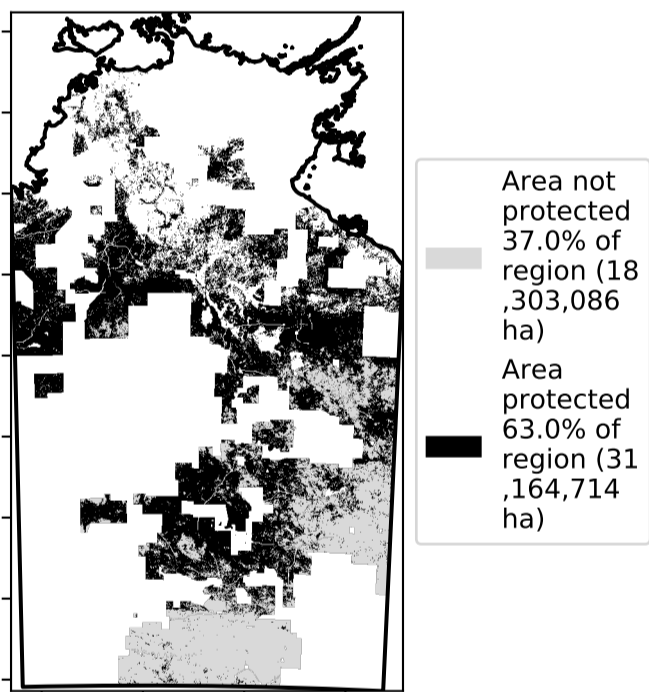 Area not
protected
37.0% of
region (18
,303,086
ha)
Area
protected
63.0% of
region (31
,164,714
ha)